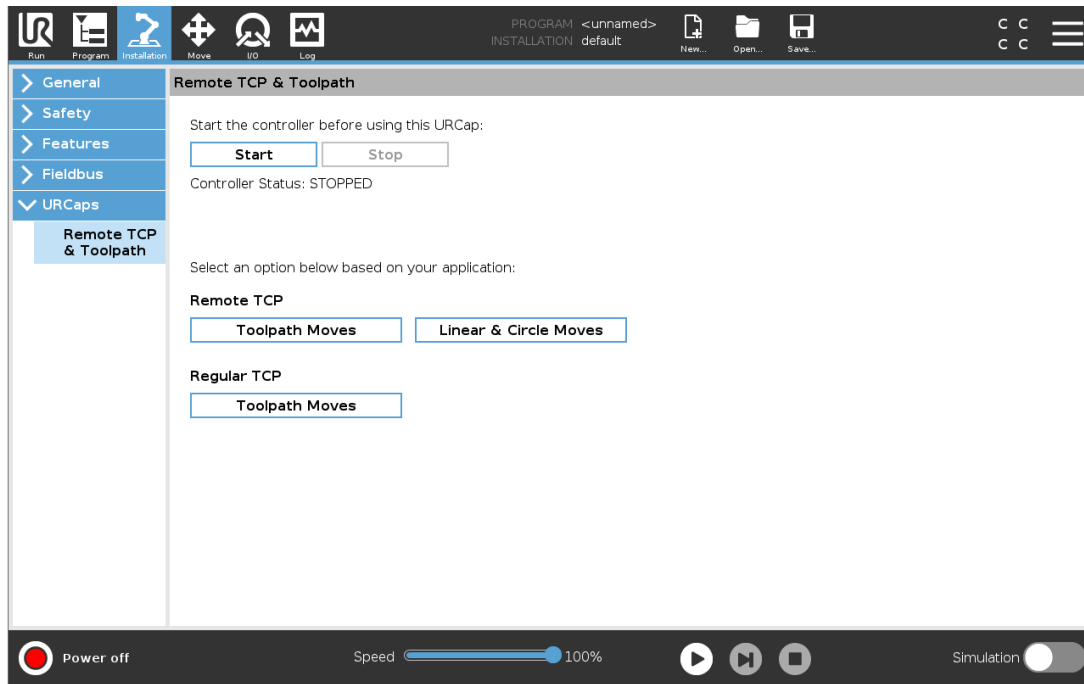 UR
PROGRAM <unnamed>
INSTALLATION default
C C
C C
Run Program Installation Move I/O Log New... Open... Save...
General
Safety
Features
Fieldbus
URCaps
Remote TCP
& Toolpath
Remote TCP & Toolpath
Start the controller before using this URCap:
Start Stop
Controller Status: STOPPED
Select an option below based on your application:
Remote TCP
Toolpath Moves Linear & Circle Moves
Regular TCP
Toolpath Moves
Power off Speed 100% Simulation